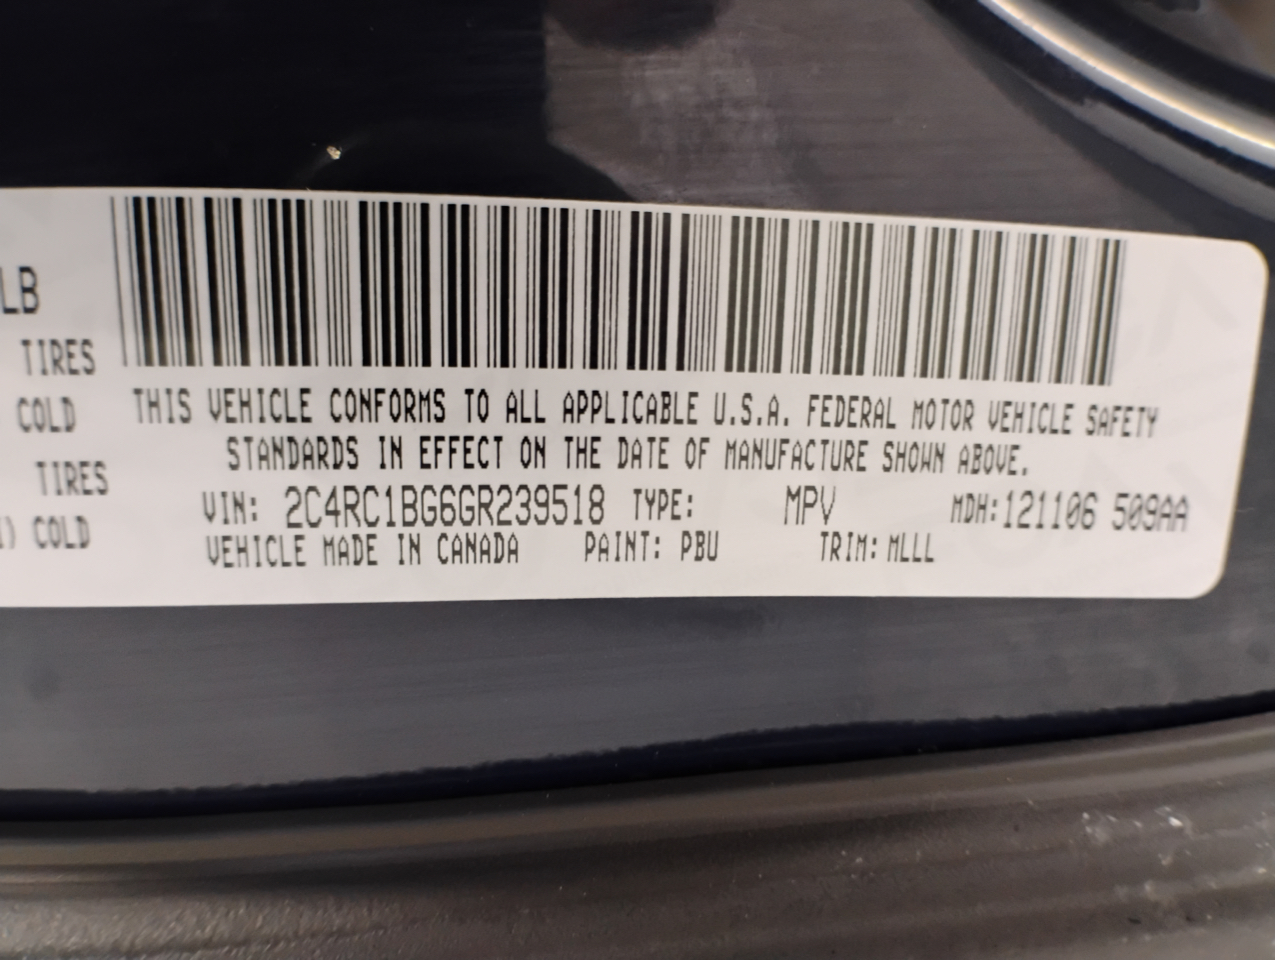 LB
TIRES
COLD
TIRES
) COLD
THIS VEHICLE CONFORMS TO ALL APPLICABLE U.S.A. FEDERAL MOTOR VEHICLE SAFETY
STANDARDS IN EFFECT ON THE DATE OF MANUFACTURE SHOWN ABOVE.
VIN: 2C4RC1BG6GR239518 TYPE: MPV MDH:121106 509AA
VEHICLE MADE IN CANADA PAINT: PBU TRIM: MLLL